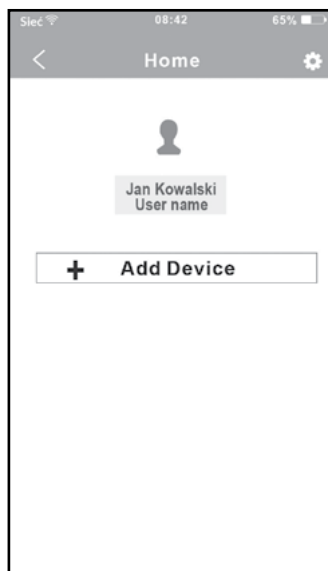 Sieć 08:42 65%
Home
Jan Kowalski
User name
+ Add Device